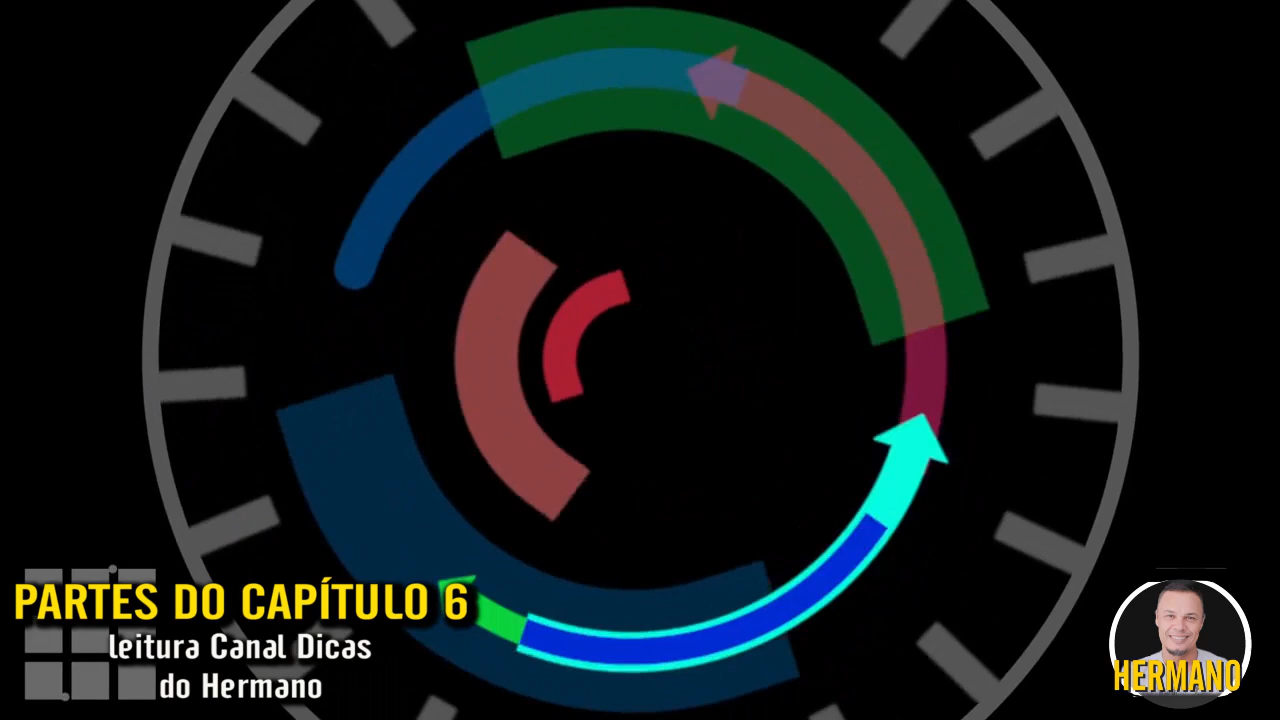 PARTES DO CAPÍTULO 6
leitura Canal Dicas
do Hermano
HERMANO